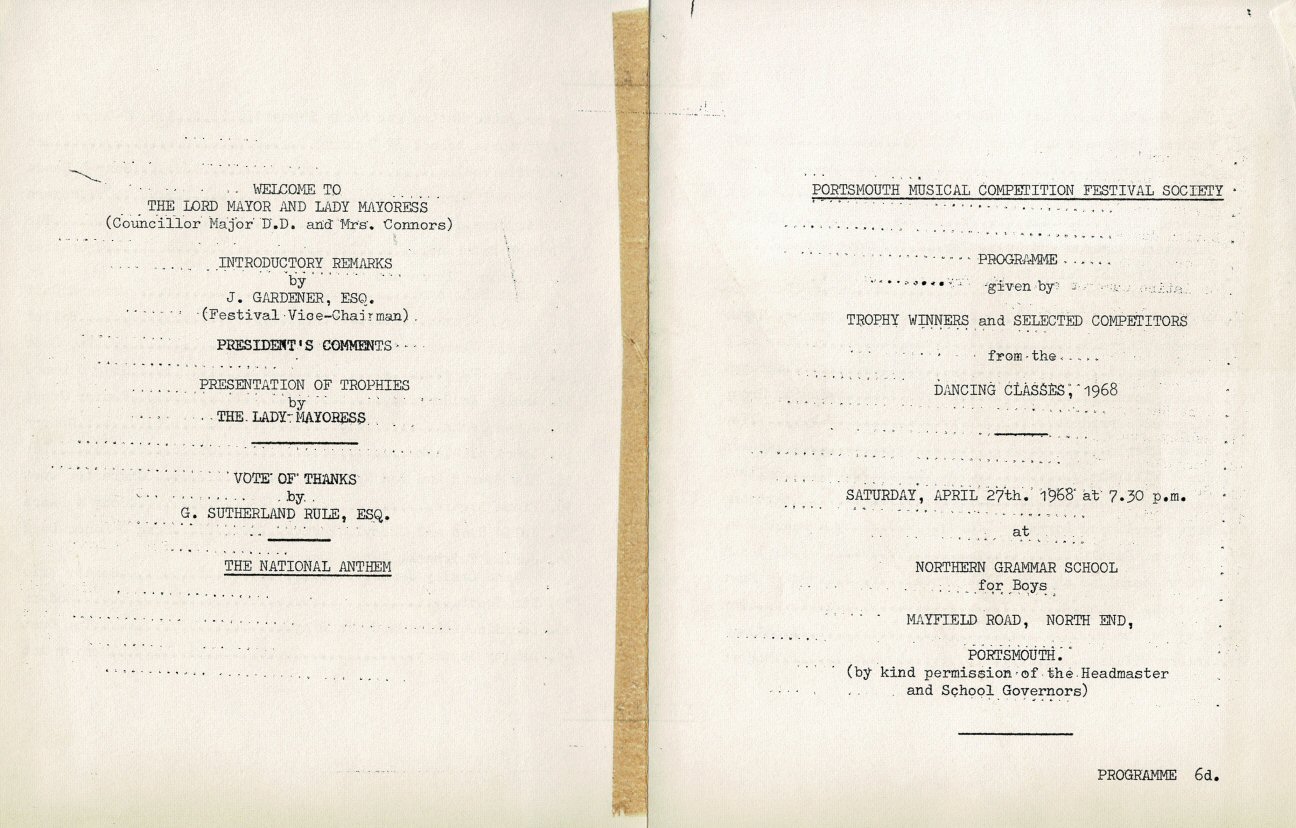 WELCOME TO
THE LORD MAYOR AND LADY MAYORESS
(Councillor Major D.D. and Mrs. Connors)
INTRODUCTORY REMARKS
by
J. GARDENER, ESQ.
(Festival Vice-Chairman)
PRESIDENT'S COMMENTS
PRESENTATION OF TROPHIES
by
THE LADY MAYORESS
VOTE OF THANKS
by
G. SUTHERLAND RULE, ESQ.
THE NATIONAL ANTHEM
PORTSMOUTH MUSICAL COMPETITION FESTIVAL SOCIETY
PROGRAMME
given by
TROPHY WINNERS and SELECTED COMPETITORS
from the
DANCING CLASSES, 1968
SATURDAY, APRIL 27th. 1968 at 7.30 p.m.
at
NORTHERN GRAMMAR SCHOOL
for Boys
MAYFIELD ROAD, NORTH END,
PORTSMOUTH.
(by kind permission of the Headmaster
and School Governors)
PROGRAMME 6d.